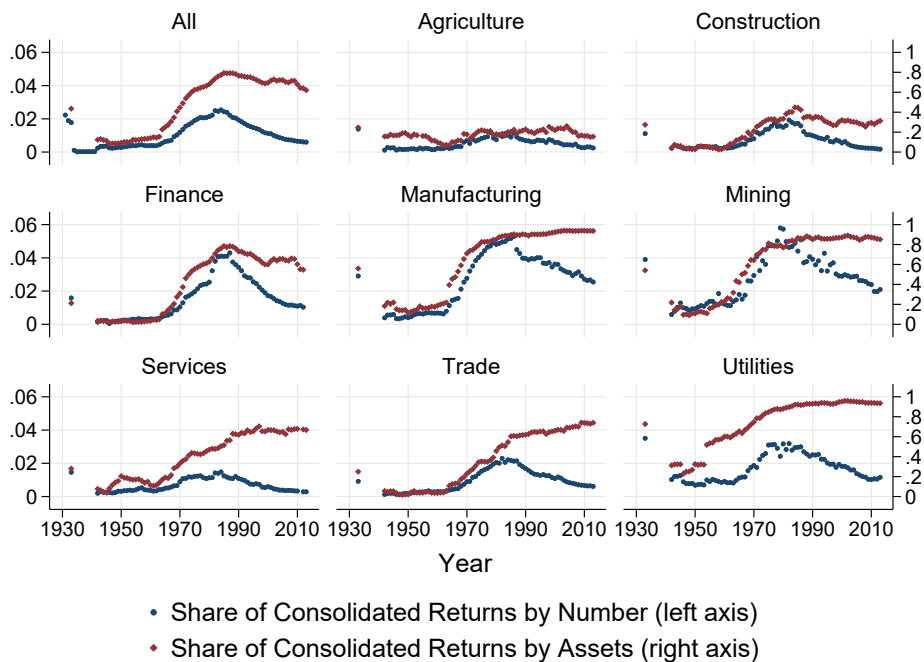 All Agriculture Construction
.06 1
.04 .8
.6
.02 .4
.2
0 0
Finance Manufacturing Mining
.06 1
.04 .8
.6
.02 .4
.2
0 0
Services Trade Utilities
.06 1
.04 .8
.6
.02 .4
.2
0 0
1930 1950 1970 1990 2010 1930 1950 1970 1990 2010 1930 1950 1970 1990 2010
Year
Share of Consolidated Returns by Number (left axis)
Share of Consolidated Returns by Assets (right axis)